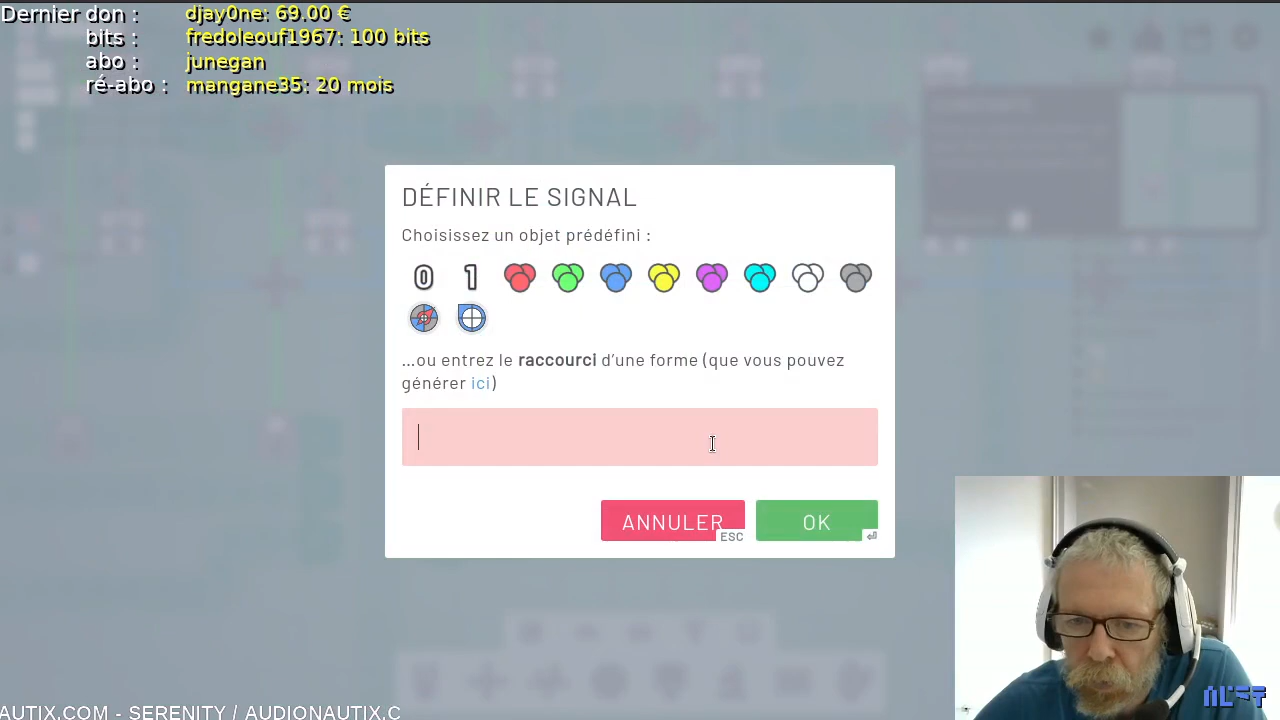 Dernier don : djay0ne: 69.00 €
bits : fredoleouf1967: 100 bits
abo : junegan
ré-abo : mangane35: 20 mois
DÉFINIR LE SIGNAL
Choisissez un objet prédéfini :
0 1
...ou entrez le raccourci d’une forme (que vous pouvez
générer ici)
ANNULER
ESC
OK
AUTIX.COM - SERENITY / AUDIONAUTIX.C